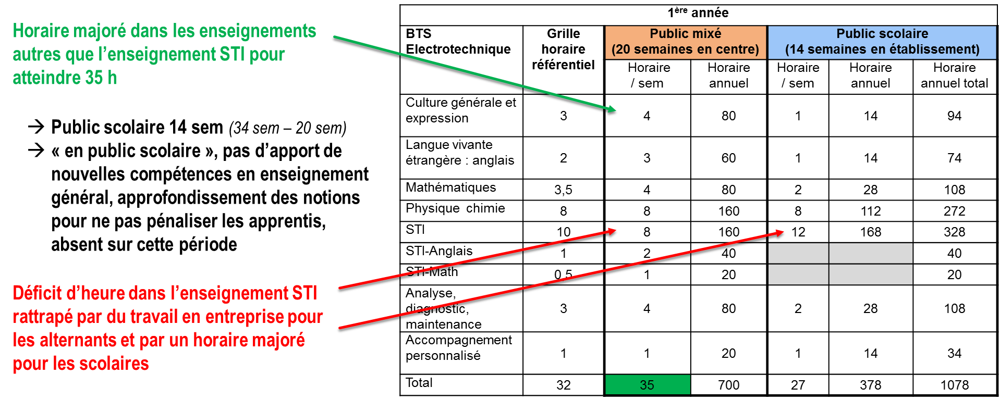 Horaire majoré dans les enseignements
autres que l’enseignement STI pour
atteindre 35 h
→ Public scolaire 14 sem (34 sem – 20 sem)
→ « en public scolaire », pas d’apport de
nouvelles compétences en enseignement
général, approfondissement des notions
pour ne pas pénaliser les apprentis,
absent sur cette période
Déficit d’heure dans l’enseignement STI
rattrapé par du travail en entreprise pour
les alternants et par un horaire majoré
pour les scolaires
1ère année
BTS Electrotechnique
Grille horaire référentiel
Public mixé
(20 semaines en centre)
Public scolaire
(14 semaines en établissement)
Horaire / sem
Horaire annuel
Horaire / sem
Horaire annuel
Horaire annuel total
Culture générale et expression 3 4 80 1 14 94
Langue vivante étrangère : anglais 2 3 60 1 14 74
Mathématiques 3,5 4 80 2 28 108
Physique chimie 8 8 160 8 112 272
STI 10 8 160 12 168 328
STI-Anglais 1 2 40 40
STI-Math 0,5 1 20 20
Analyse, diagnostic, maintenance 3 4 80 2 28 108
Accompagnement personnalisé 1 1 20 1 14 34
Total 32 35 700 27 378 1078